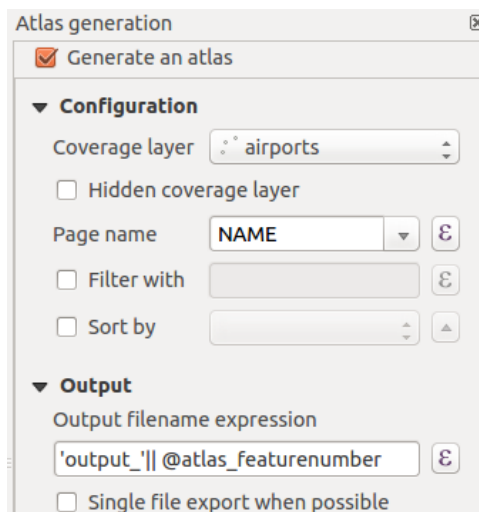 Atlas generation
Generate an atlas
Configuration
Coverage layer airports
Hidden coverage layer
Page name NAME ε
Filter with ε
Sort by
Output
Output filename expression
'output_'|| @atlas_featurenumber ε
Single file export when possible